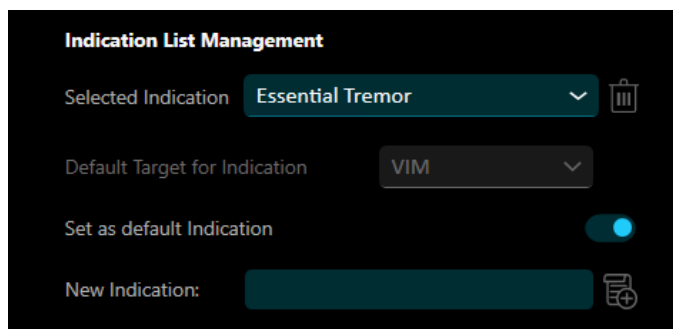 Indication List Management
Selected Indication Essential Tremor
Default Target for Indication VIM
Set as default Indication
New Indication: